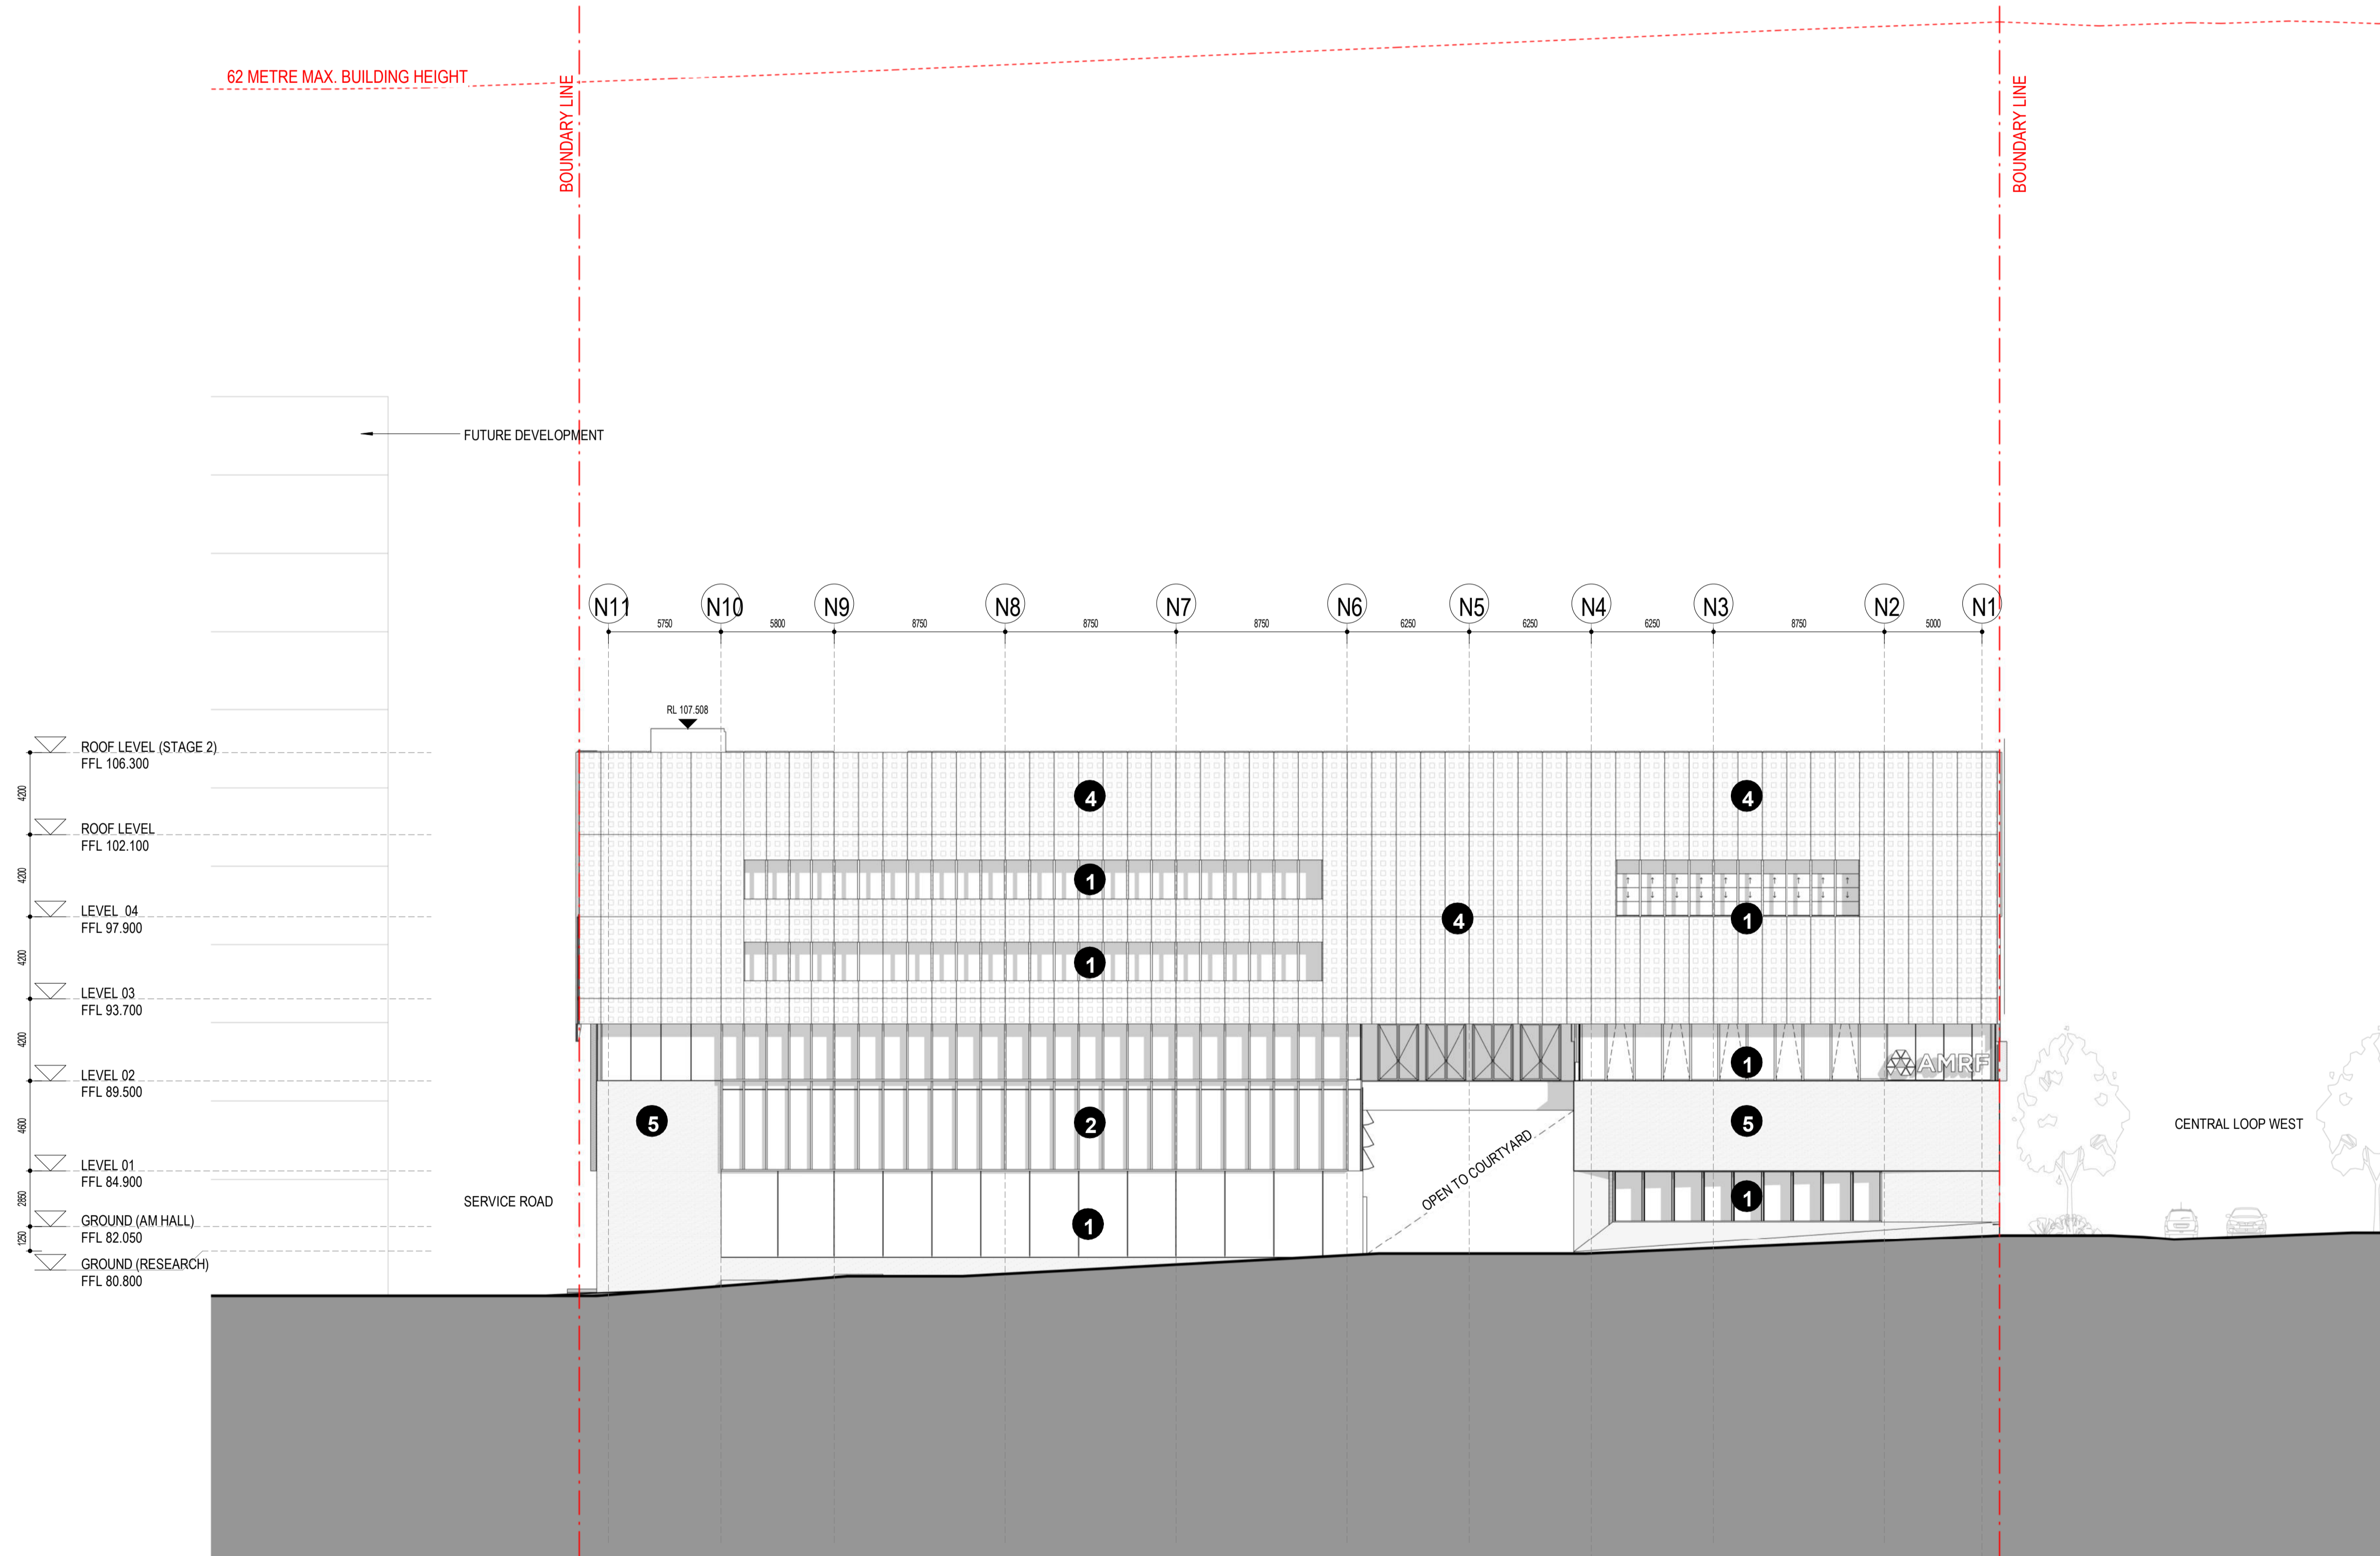 62 METRE MAX. BUILDING HEIGHT
BOUNDARY LINE
BOUNDARY LINE
FUTURE DEVELOPMENT
N11 N10 N9 N8 N7 N6 N5 N4 N3 N2 N1
5750 5800 8750 8750 8750 6250 6250 6250 8750 5000
RL 107.508
ROOF LEVEL (STAGE 2)
FFL 106.300
4200
4 4
ROOF LEVEL
FFL 102.100
4200
1 1
LEVEL 04
FFL 97.900
4
4200
1
LEVEL 03
FFL 93.700
4200
1
AMRF
LEVEL 02
FFL 89.500
4600
5 2 5
CENTRAL LOOP WEST
OPEN TO COURTYARD
LEVEL 01
FFL 84.900
2850
SERVICE ROAD
1 1
GROUND (AM HALL)
FFL 82.050
1250
GROUND (RESEARCH)
FFL 80.800